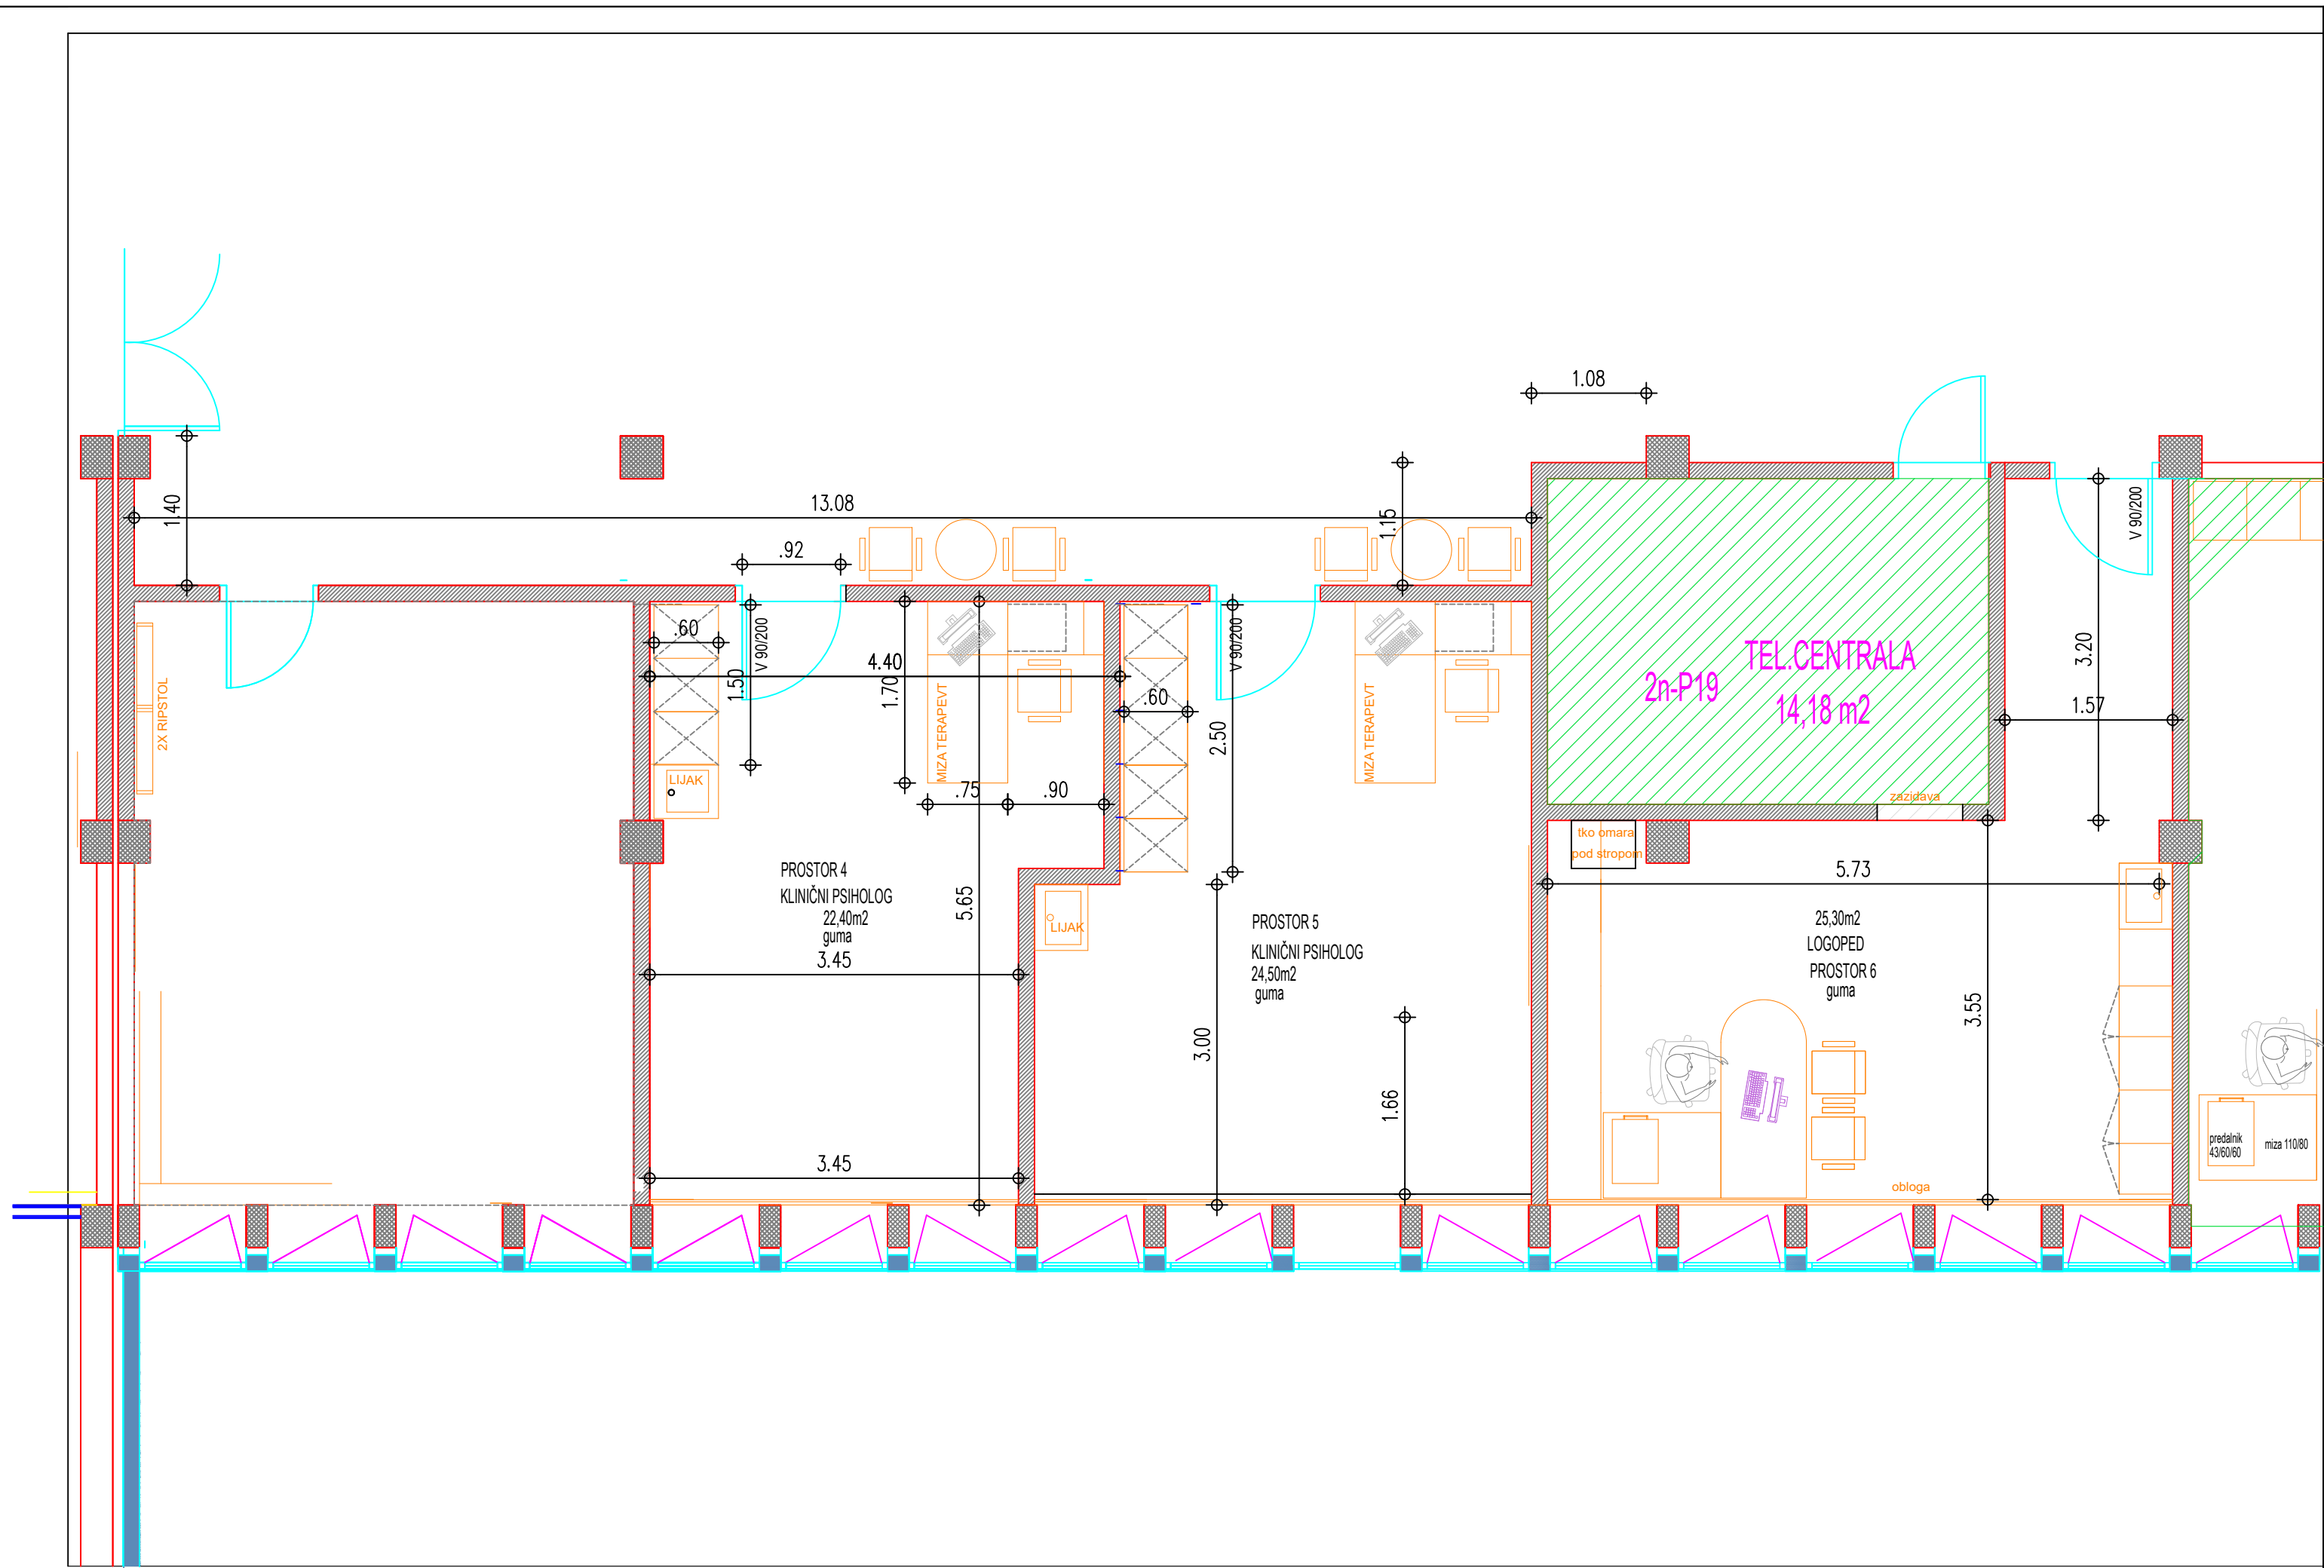 1.08
1.40
13.08
1.15
.92
V 90/200
.60
V 90/200
V 90/200
4.40
1.50
1.70
2X RIPSTOL
MIZA TERAPEVT
.60
2.50
MIZA TERAPEVT
TEL.CENTRALA
2n-P19
14,18 m2
3.20
1.57
LIJAK
.75
.90
zazidava
tko omara
pod stropom
PROSTOR 4
KLINIČNI PSIHOLOG
22,40m2
guma
5.65
3.45
LIJAK
PROSTOR 5
KLINIČNI PSIHOLOG
24,50m2
guma
5.73
25,30m2
LOGOPED
PROSTOR 6
guma
3.55
3.00
1.66
3.45
predalnik
43/60/60
miza 110/80
obloga